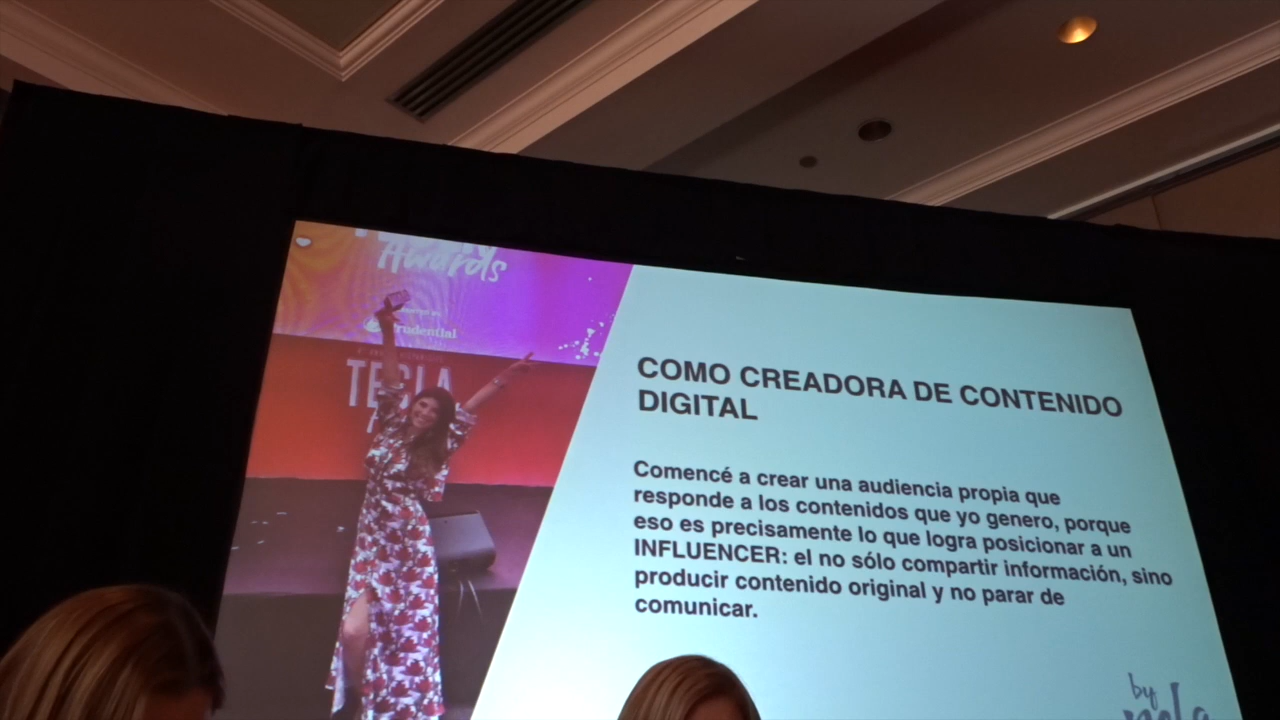 Awards
Prudential
TECLA
COMO CREADORA DE CONTENIDO
DIGITAL
Comencé a crear una audiencia propia que
responde a los contenidos que yo genero, porque
eso es precisamente lo que logra posicionar a un
INFLUENCER: el no sólo compartir información, sino
producir contenido original y no parar de
comunicar.
by